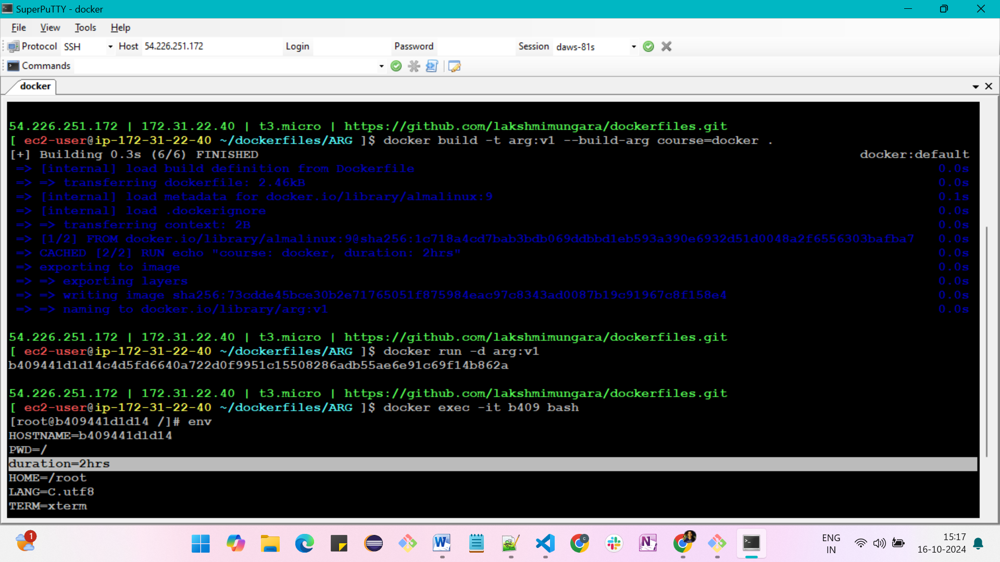 SuperPuTTY - docker
File View Tools Help
Protocol SSH Host 54.226.251.172 Login Password Session daws-81s
Commands
docker
54.226.251.172 | 172.31.22.40 | t3.micro | https://github.com/lakshmimungara/dockerfiles.git
[ ec2-user@ip-172-31-22-40 ~/dockerfiles/ARG ]$ docker build -t arg:v1 --build-arg course=docker .
[+] Building 0.3s (6/6) FINISHED docker:default
=> [internal] load build definition from Dockerfile 0.0s
=> => transferring dockerfile: 2.46kB 0.0s
=> [internal] load metadata for docker.io/library/almalinux:9 0.1s
=> [internal] load .dockerignore 0.0s
=> => transferring context: 2B 0.0s
=> [1/2] FROM docker.io/library/almalinux:9@sha256:1c718a4cd7bab3bdb069ddbbd1eb593a390e6932d51d0048a2f6556303bafba7 0.0s
=> CACHED [2/2] RUN echo "course: docker, duration: 2hrs" 0.0s
=> exporting to image 0.0s
=> => exporting layers 0.0s
=> => writing image sha256:73cdde45bce30b2e71765051f875984eac97c8343ad0087b19c91967c8f158e4 0.0s
=> => naming to docker.io/library/arg:v1 0.0s
54.226.251.172 | 172.31.22.40 | t3.micro | https://github.com/lakshmimungara/dockerfiles.git
[ ec2-user@ip-172-31-22-40 ~/dockerfiles/ARG ]$ docker run -d arg:v1
b409441d1d14c4d5fd6640a722d0f9951c15508286adb55ae6e91c69f14b862a
54.226.251.172 | 172.31.22.40 | t3.micro | https://github.com/lakshmimungara/dockerfiles.git
[ ec2-user@ip-172-31-22-40 ~/dockerfiles/ARG ]$ docker exec -it b409 bash
[root@b409441d1d14 /]# env
HOSTNAME=b409441d1d14
PWD=/
duration=2hrs
HOME=/root
LANG=C.utf8
TERM=xterm
1
W
N
C
ENG
IN
15:17
16-10-2024